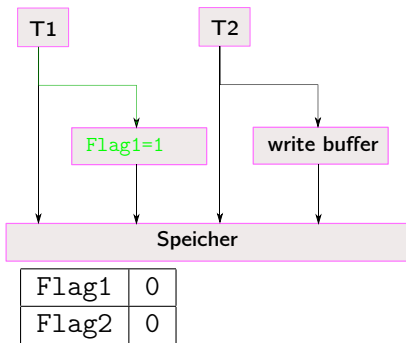 T1 T2
Flag1=1 write buffer
Speicher
Flag1 0
Flag2 0